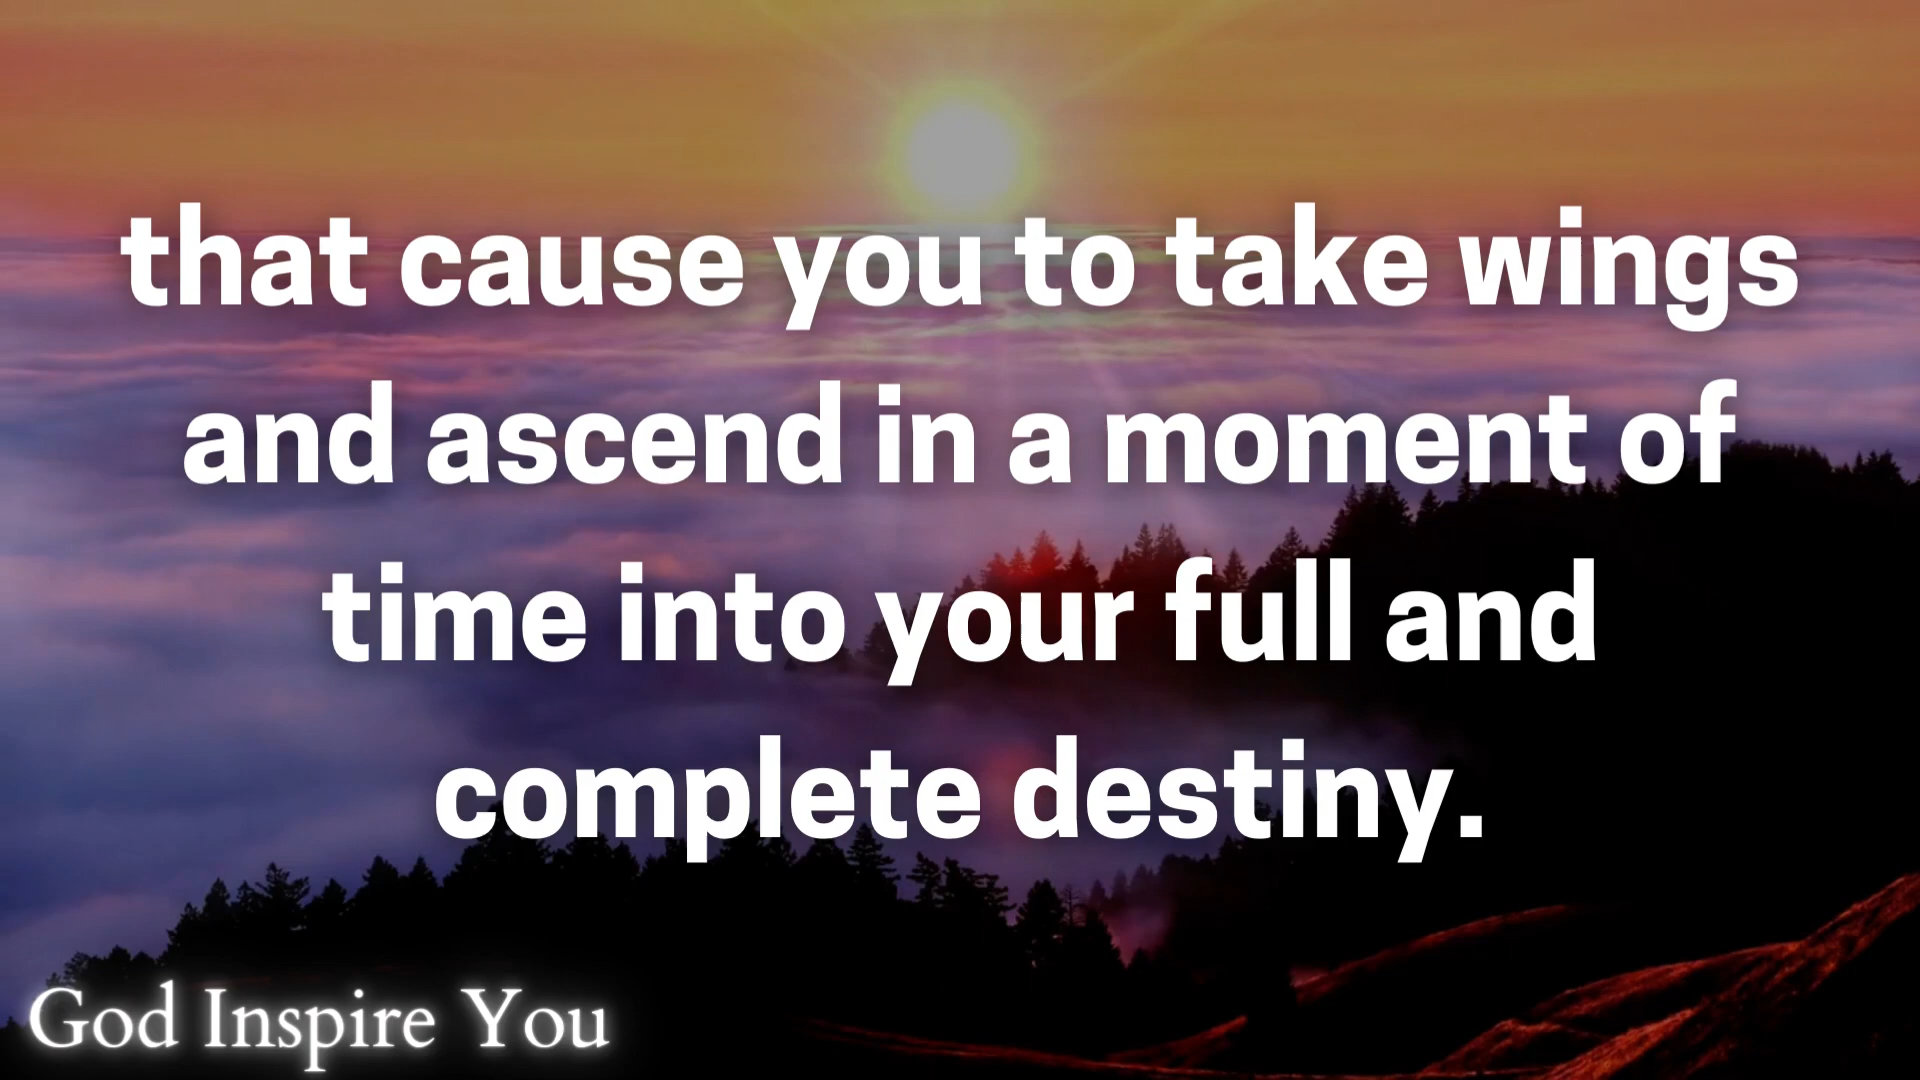 that cause you to take wings
and ascend in a moment of
time into your full and
complete destiny.
God Inspire You